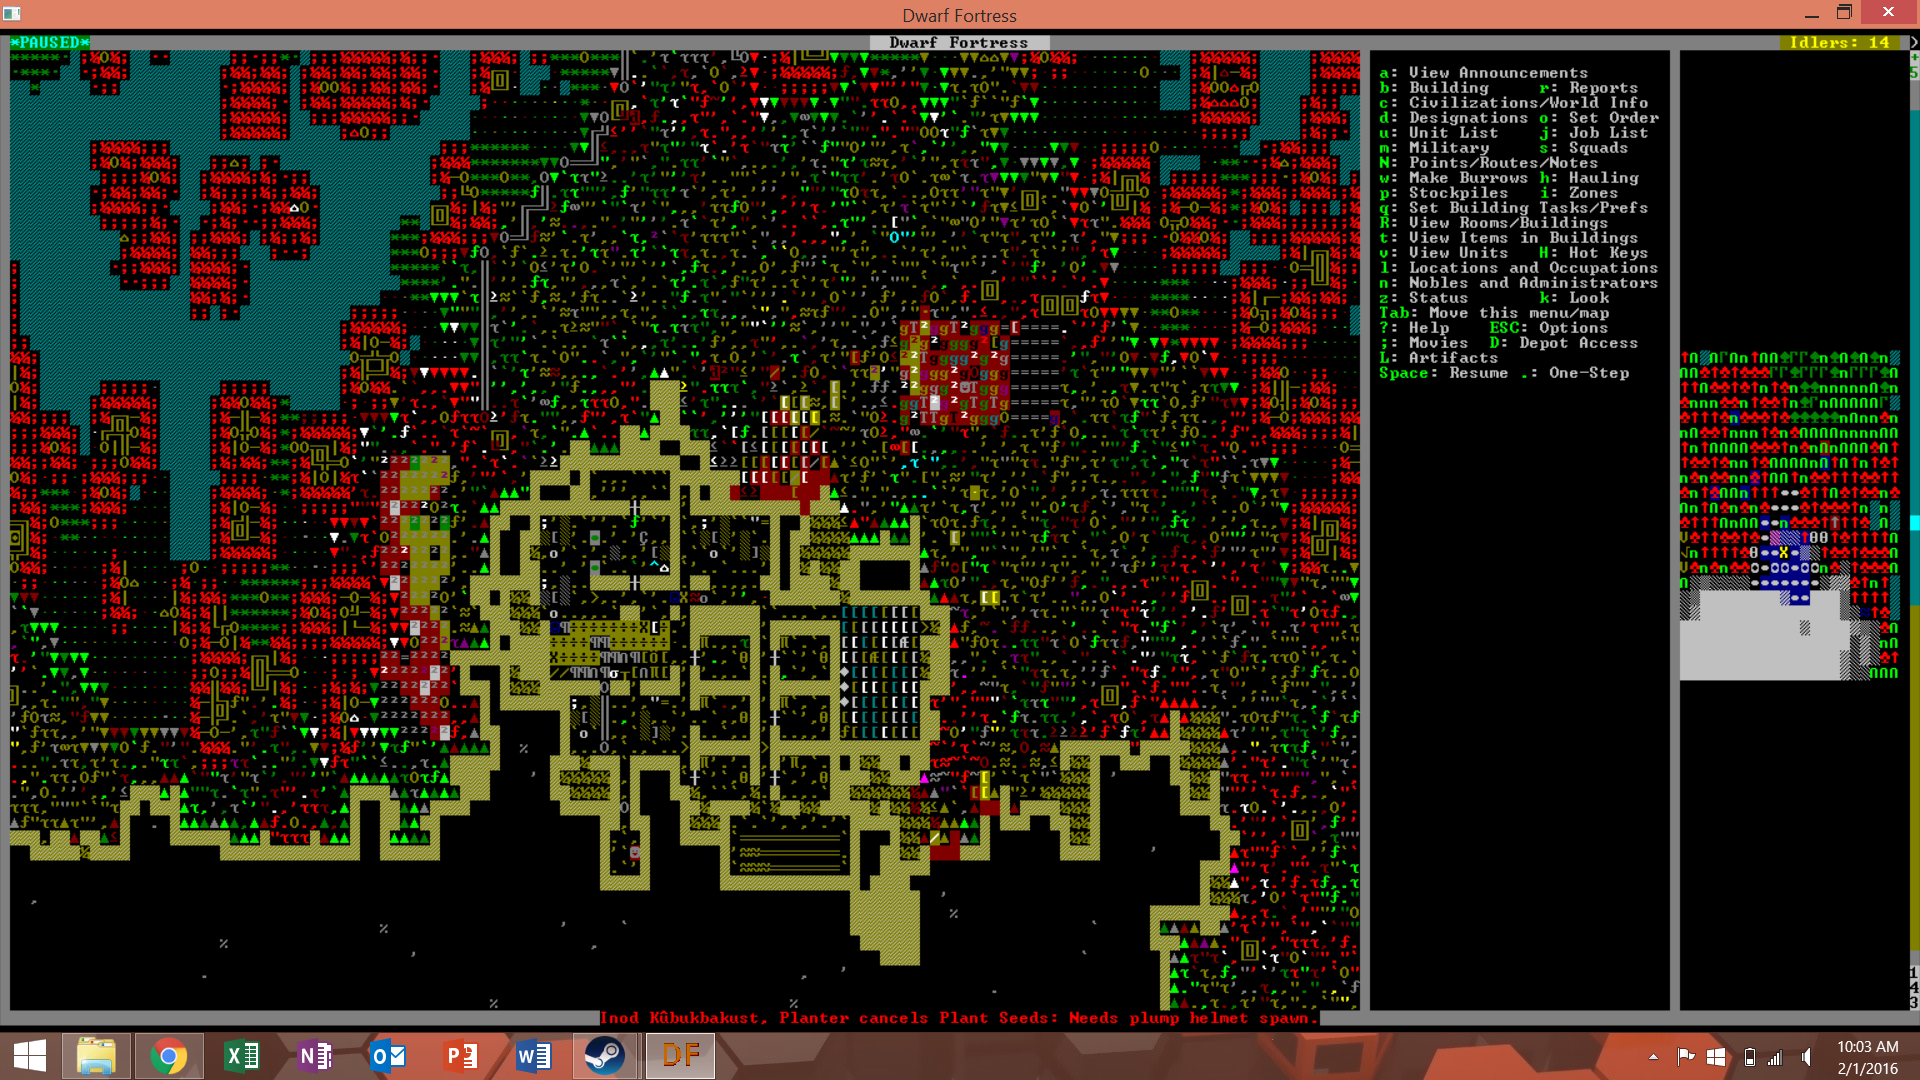 Dwarf Fortress
*PAUSED*
Dwarf Fortress
Idlers: 14
a: View Announcements
b: Building r: Reports
c: Civilizations/World Info
d: Designations o: Set Order
u: Unit List j: Job List
m: Military s: Squads
N: Points/Routes/Notes
w: Make Burrows h: Hauling
p: Stockpiles i: Zones
q: Set Building Tasks/Prefs
R: View Rooms/Buildings
t: View Items in Buildings
v: View Units H: Hot Keys
l: Locations and Occupations
n: Nobles and Administrators
z: Status k: Look
Tab: Move this menu/map
?: Help ESC: Options
;: Movies D: Depot Access
L: Artifacts
Space: Resume .: One-Step
Inod Kûbukbakust, Planter cancels Plant Seeds: Needs plump helmet spawn.
DF
10:03 AM
2/1/2016